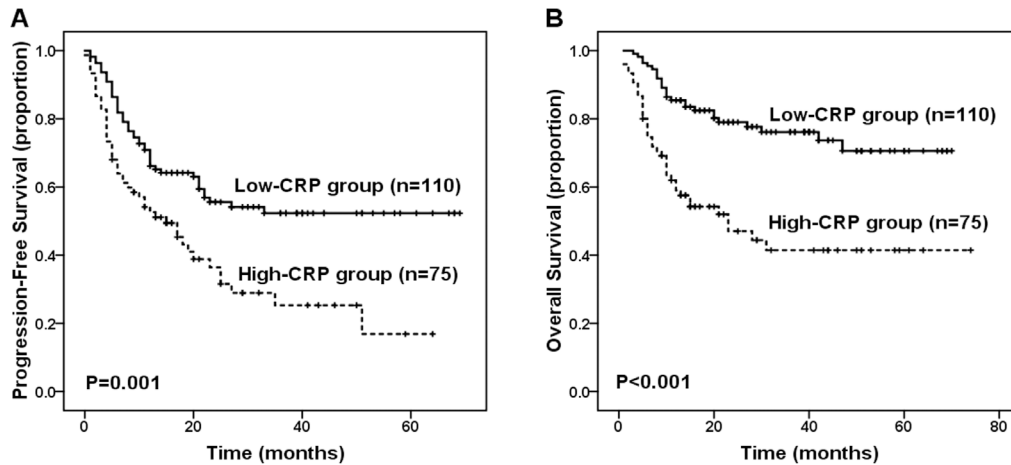 A
Progression-Free Survival (proportion)
1.0
0.8
0.6
0.4
0.2
0.0
Low-CRP group (n=110)
High-CRP group (n=75)
P=0.001
0
20
40
60
Time (months)
B
Overall Survival (proportion)
1.0
0.8
0.6
0.4
0.2
0.0
Low-CRP group (n=110)
High-CRP group (n=75)
P<0.001
0
20
40
60
80
Time (months)